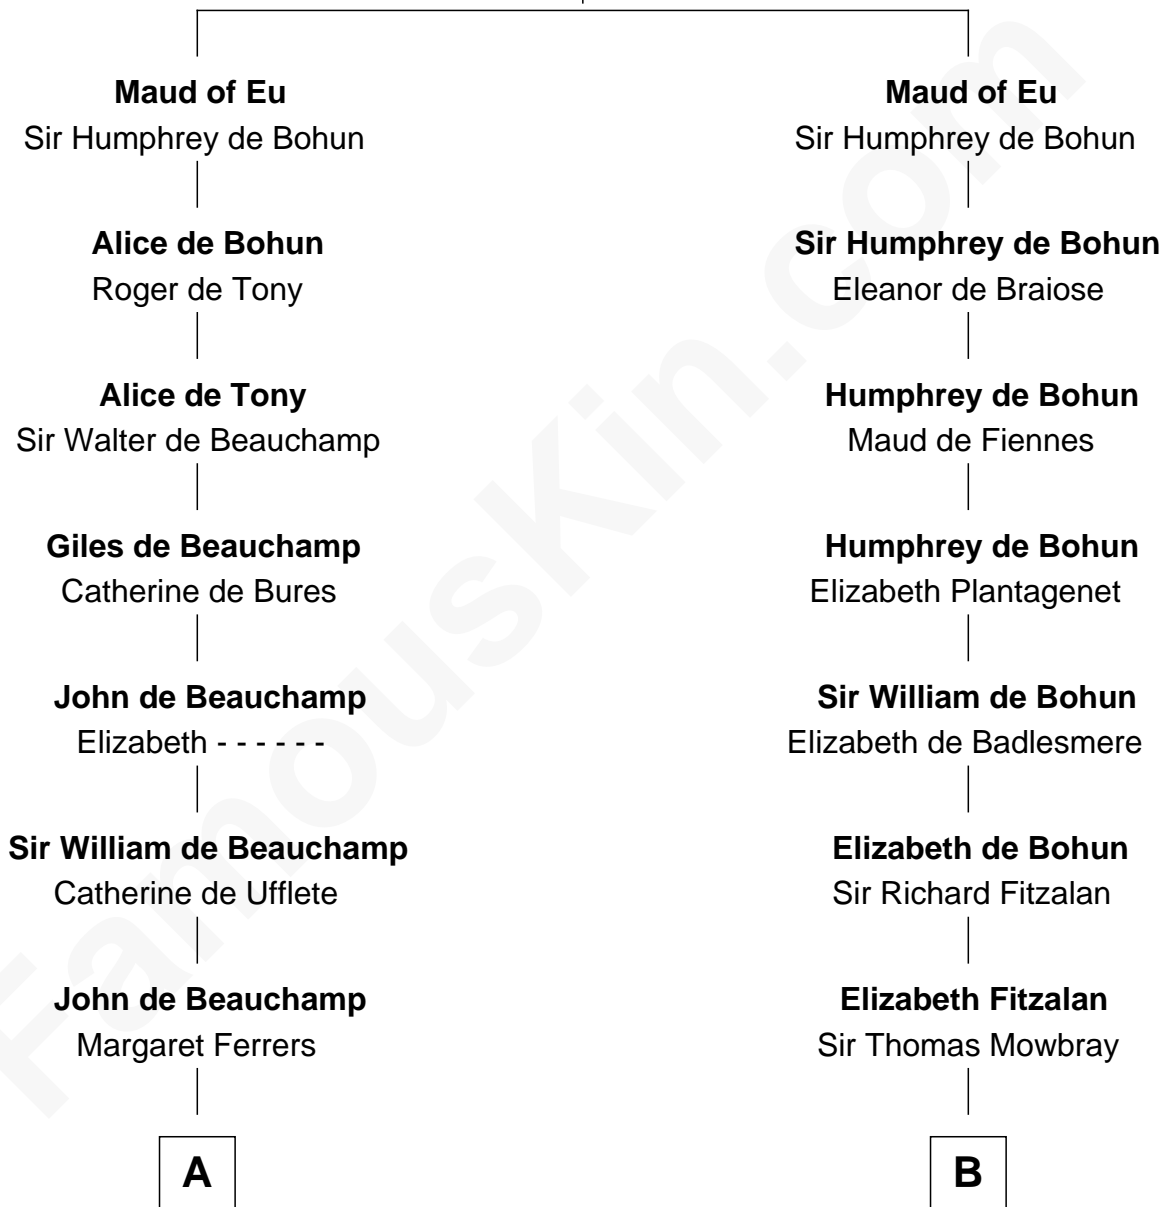 Maud of Eu
Sir Humphrey de Bohun
Alice de Bohun
Roger de Tony
Alice de Tony
Sir Walter de Beauchamp
Giles de Beauchamp
Catherine de Bures
John de Beauchamp
Elizabeth - - - - - -
Sir William de Beauchamp
Catherine de Ufflete
John de Beauchamp
Margaret Ferrers
A
Maud of Eu
Sir Humphrey de Bohun
Sir Humphrey de Bohun
Eleanor de Braiose
Humphrey de Bohun
Maud de Fiennes
Humphrey de Bohun
Elizabeth Plantagenet
Sir William de Bohun
Elizabeth de Badlesmere
Elizabeth de Bohun
Sir Richard Fitzalan
Elizabeth Fitzalan
Sir Thomas Mowbray
B
FamousKin.com